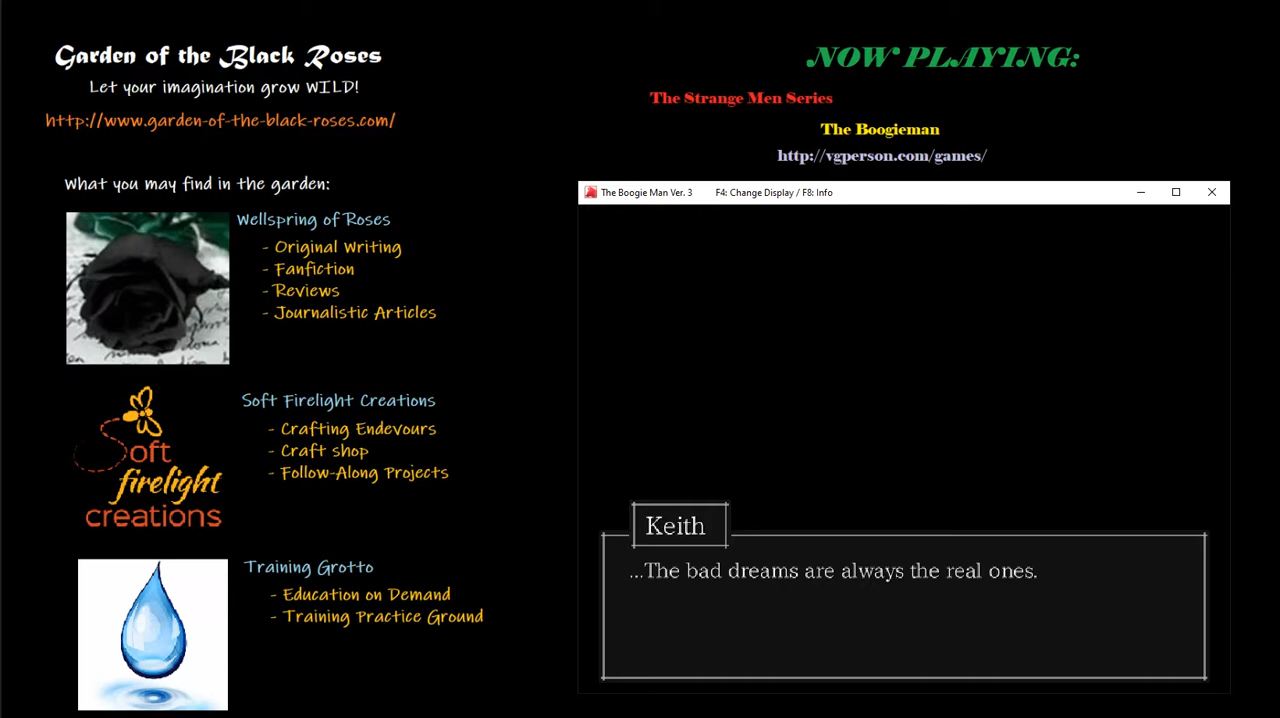 Garden of the Black Roses
Let your imagination grow WILD!
http://www.garden-of-the-black-roses.com/
What you may find in the garden:
Wellspring of Roses
- Original Writing
- Fanfiction
- Reviews
- Journalistic Articles
Soft Firelight Creations
- Crafting Endevours
- Craft shop
- Follow-Along Projects
Soft
firelight
creations
Training Grotto
- Education on Demand
- Training Practice Ground
NOW PLAYING:
The Strange Men Series
The Boogieman
http://vgperson.com/games/
The Boogie Man Ver. 3 F4: Change Display / F8: Info
Keith
...The bad dreams are always the real ones.